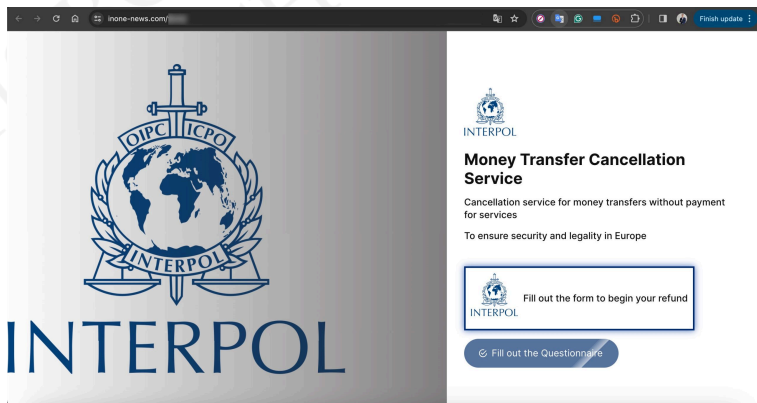 inone-news.com/
Finish update
OIPC ICPO
INTERPOL
INTERPOL
INTERPOL
Money Transfer Cancellation
Service
Cancellation service for money transfers without payment
for services
To ensure security and legality in Europe
INTERPOL
Fill out the form to begin your refund
Fill out the Questionnaire